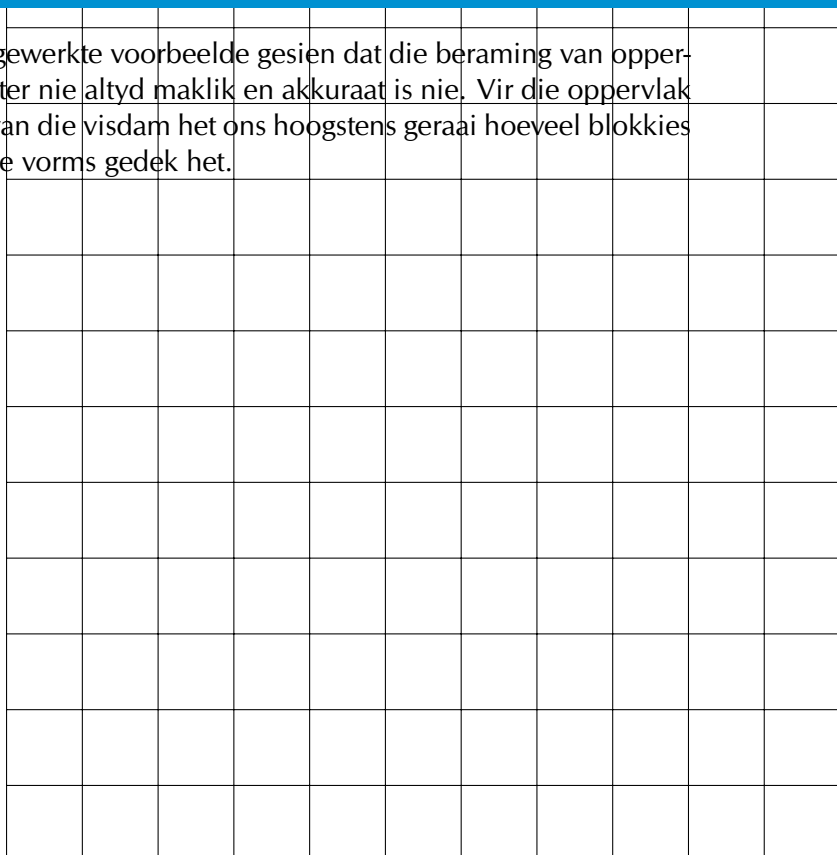 gewerkte voorbeelde gesien dat die beraming van opper-
ter nie altyd maklik en akkuraat is nie. Vir die oppervlak
an die visdam het ons hoogstens geraai hoeveel blokkies
e vorms gedek het.